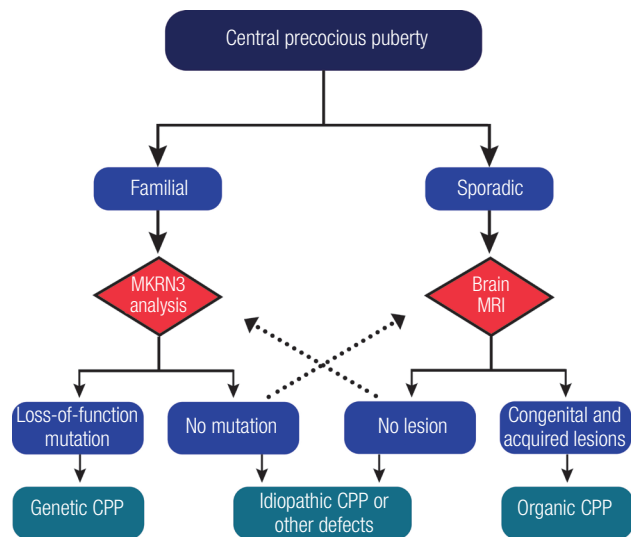 Central precocious puberty
Familial
Sporadic
MKRN3
analysis
Brain
MRI
Loss-of-function
mutation
No mutation
No lesion
Congenital and
acquired lesions
Genetic CPP
Idiopathic CPP or
other defects
Organic CPP